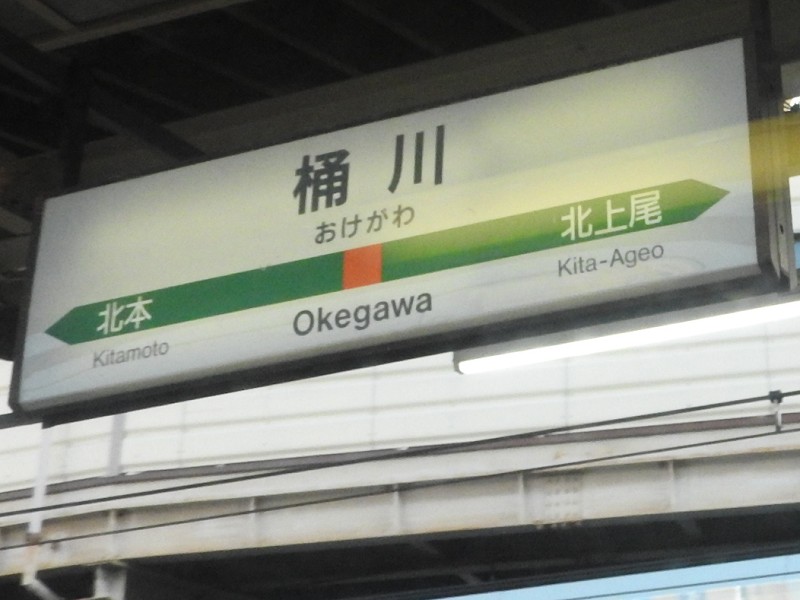 桶川
おけがわ
北本
北上尾
Kitamoto
Okegawa
Kita-Ageo